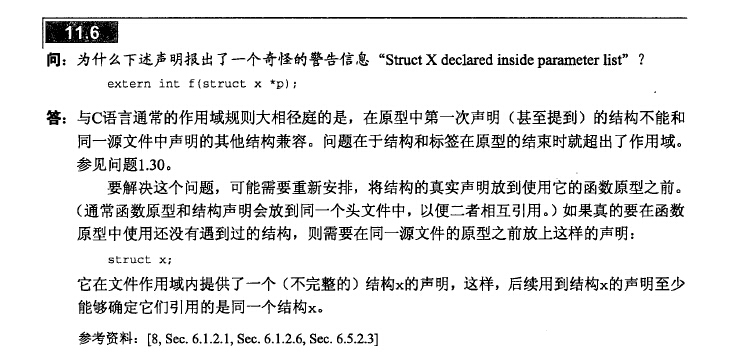 11.6
问：为什么下述声明报出了一个奇怪的警告信息“Struct X declared inside parameter list”？
extern int f(struct x *p);
答：与C语言通常的作用域规则大相径庭的是，在原型中第一次声明（甚至提到）的结构不能和
同一源文件中声明的其他结构兼容。问题在于结构和标签在原型的结束时就超出了作用域。
参见问题1.30。
要解决这个问题，可能需要重新安排，将结构的真实声明放到使用它的函数原型之前。
（通常函数原型和结构声明会放到同一个头文件中，以便二者相互引用。）如果真的要在函数
原型中使用还没有遇到过的结构，则需要在同一源文件的原型之前放上这样的声明：
struct x;
它在文件作用域内提供了一个（不完整的）结构x的声明，这样，后续用到结构x的声明至少
能够确定它们引用的是同一个结构x。
参考资料：[8, Sec. 6.1.2.1, Sec. 6.1.2.6, Sec. 6.5.2.3]